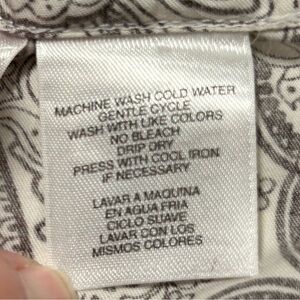 MACHINE WASH COLD WATER
GENTLE CYCLE
WASH WITH LIKE COLORS
NO BLEACH
DRIP DRY
PRESS WITH COOL IRON
IF NECESSARY
LAVAR A MAQUINA
EN AGUA FRIA
CICLO SUAVE
LAVAR CON LOS
MISMOS COLORES